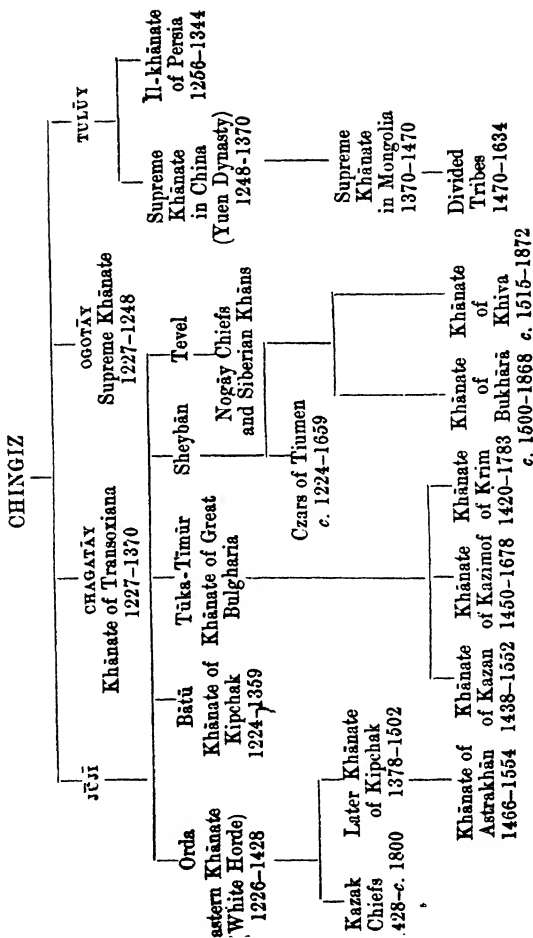 CHINGIZ
JŪJĪ
CHAGATĀY
Khānate of Transoxiana
1227–1370
OGOTĀY
Supreme Khānate
1227–1248
TULŪY
Supreme
Khānate
in China
(Yuen Dynasty)
1248-1370
Il-khānate
of Persia
1256–1344
Supreme
Khānate
in Mongolia
1370–1470
Divided
Tribes
1470–1634
Orda
astern Khānate
White Horde)
1226–1428
Bātū
Khānate of
Kipchak
1224–1359
Tūka-Tīmūr
Khānate of Great
Bulgharia
Sheybān
Tevel
Nogāy Chiefs
and Siberian Khāns
Czars of Tiumen
c. 1224–1659
Kazak
Chiefs
428–c. 1800
Later Khānate
of Kipchak
1378–1502
Khānate of
Astrakhān
1466–1554
Khānate
of Kazan
1438–1552
Khānate
of Kazimof
1450–1678
Khānate
of Krim
1420–1783
Khānate
of
Bukhārā
c. 1500–1868
Khānate
of
Khiva
c. 1515–1872